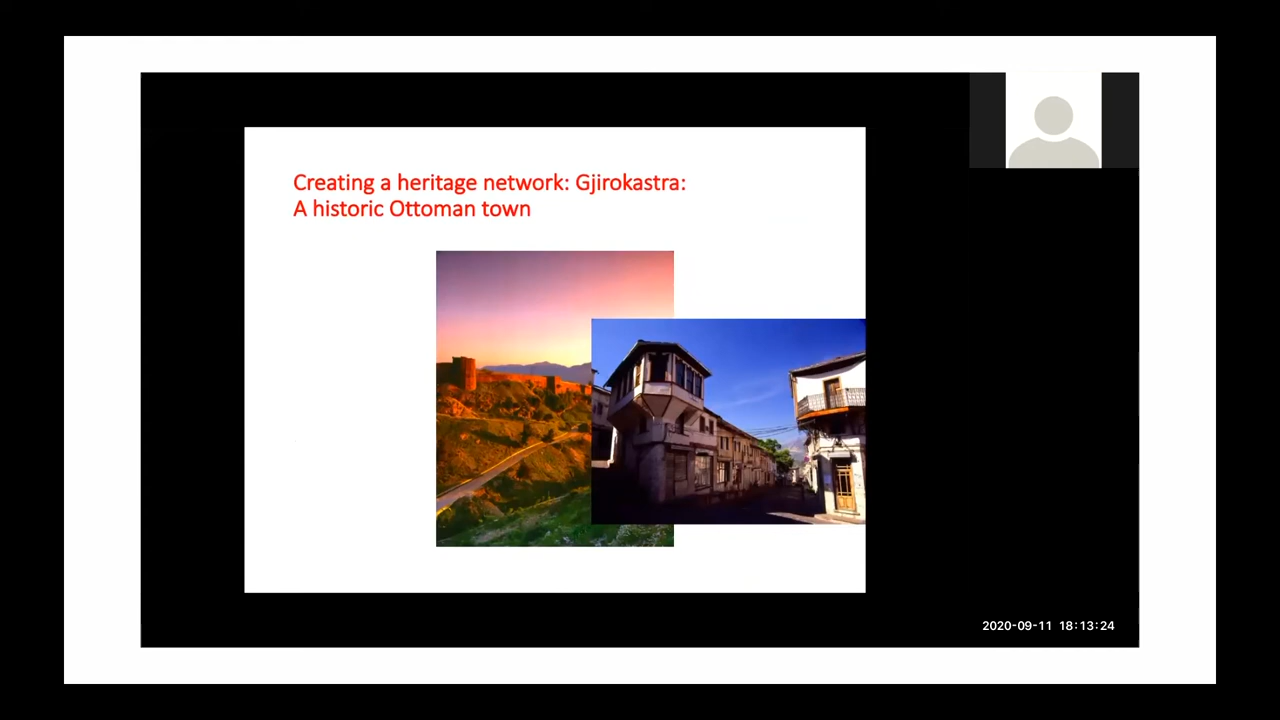 Creating a heritage network: Gjirokastra:
A historic Ottoman town
2020-09-11 18:13:24